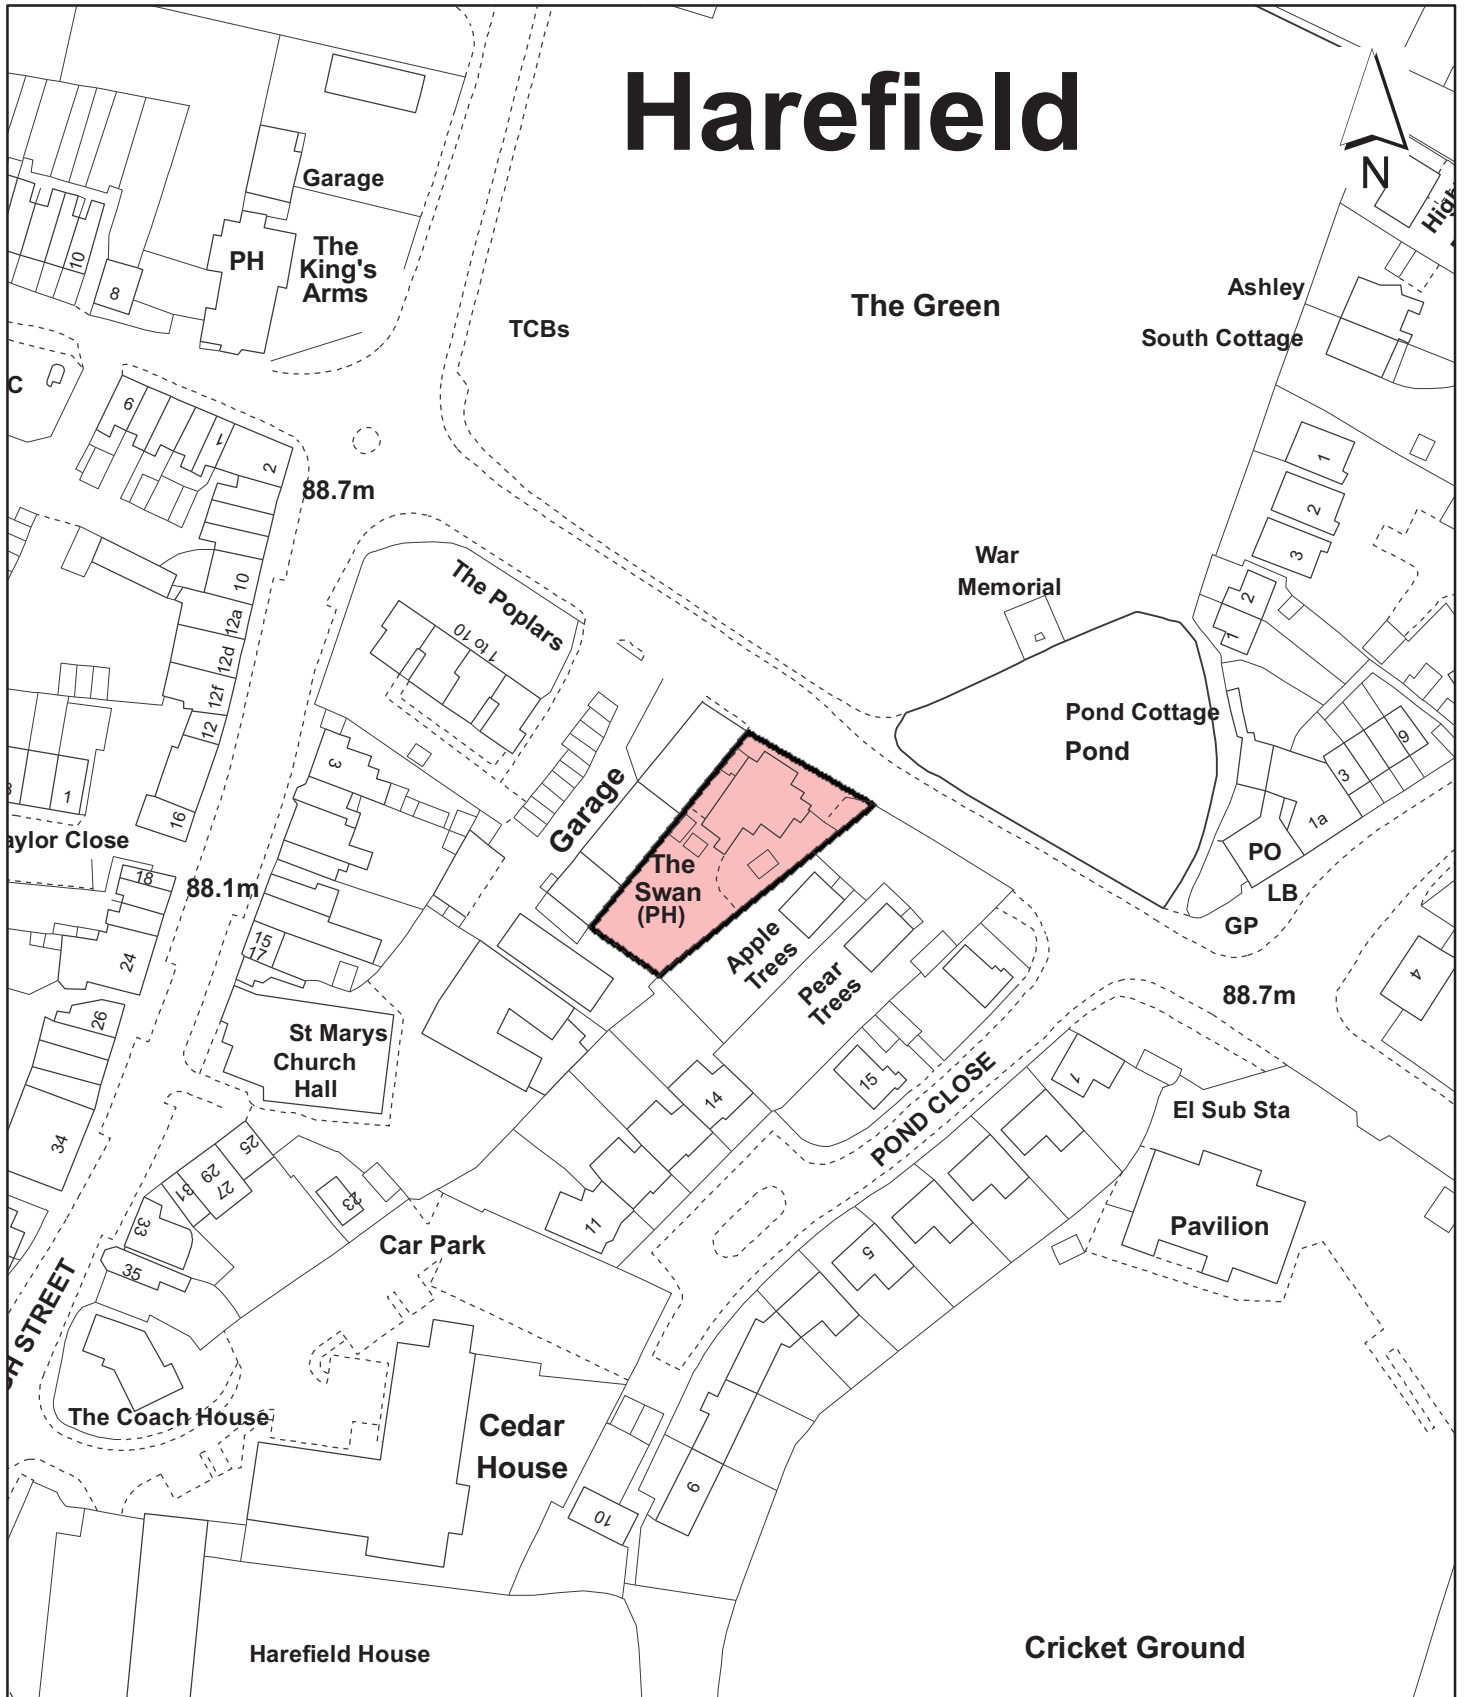 Harefield
N
High
Garage
PH
The
King's
Arms
10
8
TCBs
The Green
Ashley
South Cottage
C
6
1
2
88.7m
1
2
3
2
1
War
Memorial
10
12a
12d
12f
12
16
The Poplars
1 to 10
3
Garage
The
Swan
(PH)
Pond Cottage
Pond
6
3
1a
PO
LB
GP
1
aylor Close
18
88.1m
24
15
17
Apple
Trees
Pear
Trees
88.7m
4
26
St Marys
Church
Hall
34
14
15
POND CLOSE
1
El Sub Sta
25
29
27
31
33
35
23
11
Car Park
5
Pavilion
GH STREET
The Coach House
Cedar
House
9
10
Harefield House
Cricket Ground